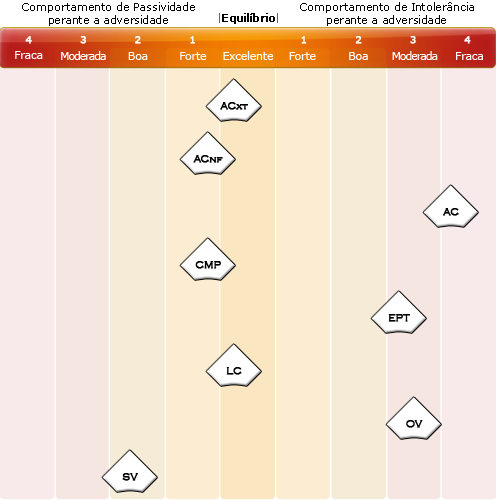 Comportamento de Passividade
perante a adversidade
|Equilíbrio|
Comportamento de Intolerância
perante a adversidade
4 3 2 1 1 2 3 4
Fraca Moderada Boa Forte Excelente Forte Boa Moderada Fraca
ACXT
ACNF
AC
CMP
EPT
LC
OV
SV